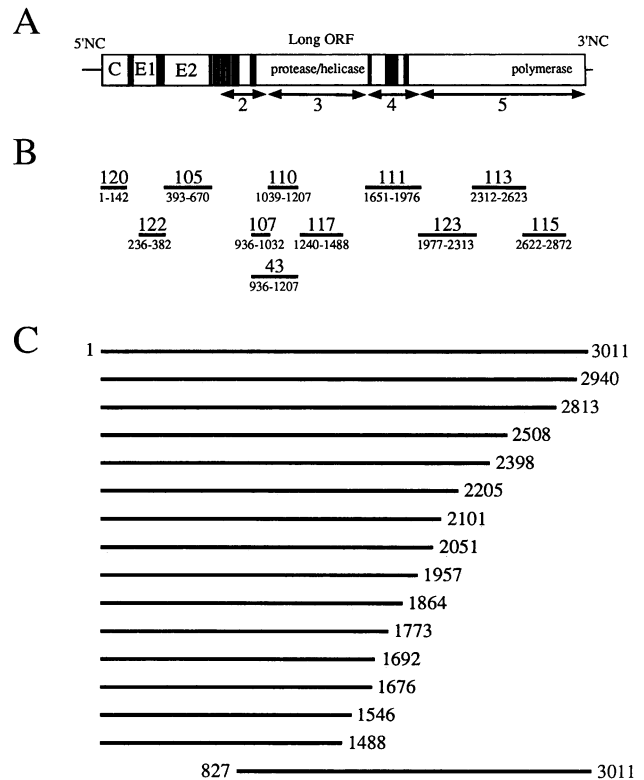 A
5'NC
Long ORF
3'NC
C E1 E2 protease/helicase polymerase
2 3 4 5
B
120 105 110 111 113
1-142 393-670 1039-1207 1651-1976 2312-2623
122 107 117 123 115
236-382 936-1032 1240-1488 1977-2313 2622-2872
43
936-1207
C
1 3011
2940
2813
2508
2398
2205
2101
2051
1957
1864
1773
1692
1676
1546
1488
827 3011